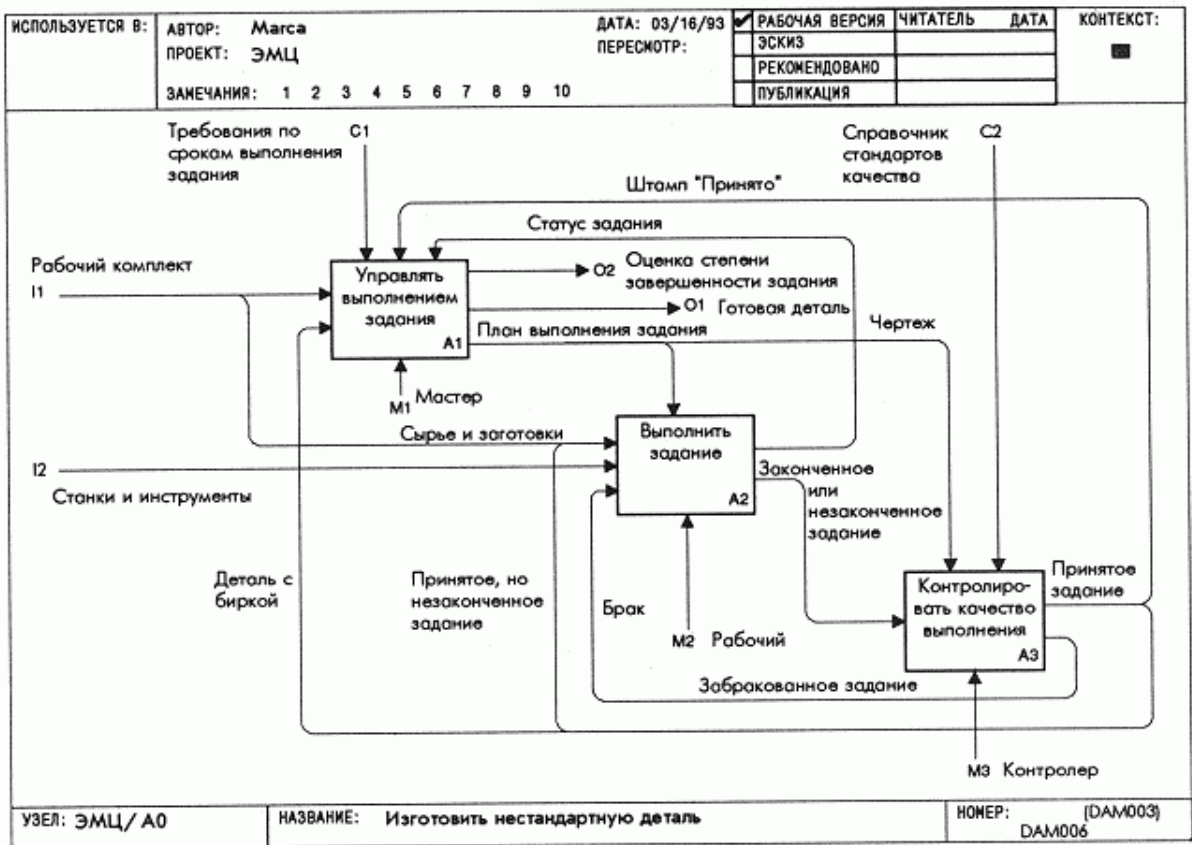 ИСПОЛЬЗУЕТСЯ В:
АВТОР: Marca
ДАТА: 03/16/93
РАБОЧАЯ ВЕРСИЯ
ЧИТАТЕЛЬ ДАТА
КОНТЕКСТ:
ПРОЕКТ: ЭМЦ
ПЕРЕСМОТР:
ЭСКИЗ
РЕКОМЕНДОВАНО
ЗАМЕЧАНИЯ: 1 2 3 4 5 6 7 8 9 10
ПУБЛИКАЦИЯ
Требования по
срокам выполнения
задания
C1
Справочник
стандартов
качества
C2
Штамп "Принято"
Статус задания
Рабочий комплект
I1
Управлять
выполнением
задания
A1
O2 Оценка степени
завершенности задания
O1 Готовая деталь
План выполнения задания
Чертеж
M1 Мастер
Сырье и заготовки
Выполнить
задание
A2
I2
Станки и инструменты
Законченное
или
незаконченное
задание
Деталь с
биркой
Принятое, но
незаконченное
задание
Брак
M2 Рабочий
Контролиро-
вать качество
выполнения
A3
Принятое
задание
Забракованное задание
M3 Контролер
УЗЕЛ: ЭМЦ/A0
НАЗВАНИЕ: Изготовить нестандартную деталь
НОМЕР: (DAM003)
DAM006